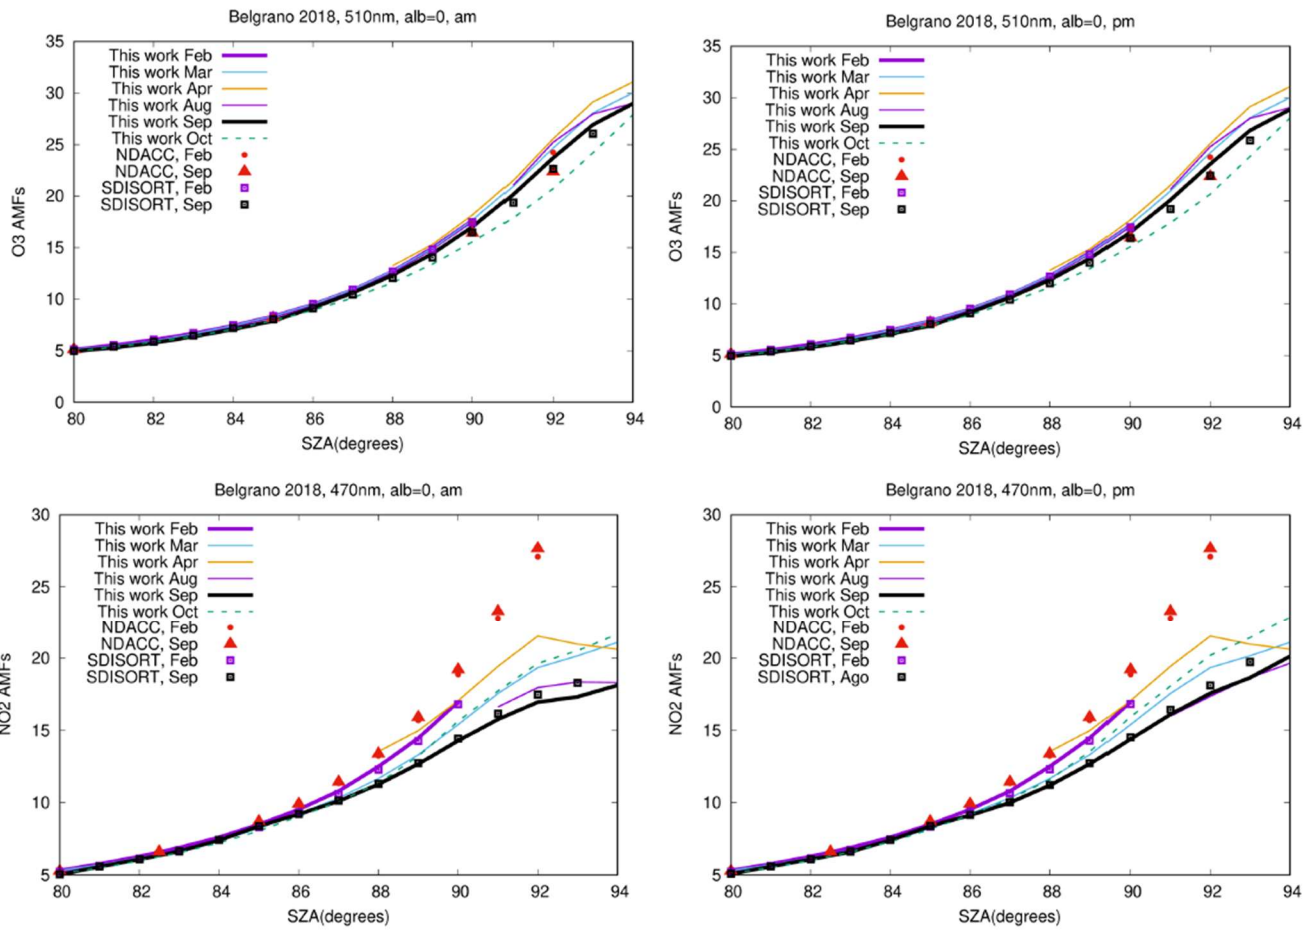 Belgrano 2018, 510nm, alb=0, am
35
30
25
20
15
10
5
0
O3 AMFs
This work Feb
This work Mar
This work Apr
This work Aug
This work Sep
This work Oct
NDACC, Feb
NDACC, Sep
SDISORT, Feb
SDISORT, Sep
80 82 84 86 88 90 92 94
SZA(degrees)
Belgrano 2018, 510nm, alb=0, pm
35
30
25
20
15
10
5
0
O3 AMFs
This work Feb
This work Mar
This work Apr
This work Aug
This work Sep
This work Oct
NDACC, Feb
NDACC, Sep
SDISORT, Feb
SDISORT, Sep
80 82 84 86 88 90 92 94
SZA(degrees)
Belgrano 2018, 470nm, alb=0, am
30
25
20
15
10
5
NO2 AMFs
This work Feb
This work Mar
This work Apr
This work Aug
This work Sep
This work Oct
NDACC, Feb
NDACC, Sep
SDISORT, Feb
SDISORT, Sep
80 82 84 86 88 90 92 94
SZA(degrees)
Belgrano 2018, 470nm, alb=0, pm
30
25
20
15
10
5
NO2 AMFs
This work Feb
This work Mar
This work Apr
This work Aug
This work Sep
This work Oct
NDACC, Feb
NDACC, Sep
SDISORT, Feb
SDISORT, Ago
80 82 84 86 88 90 92 94
SZA(degrees)